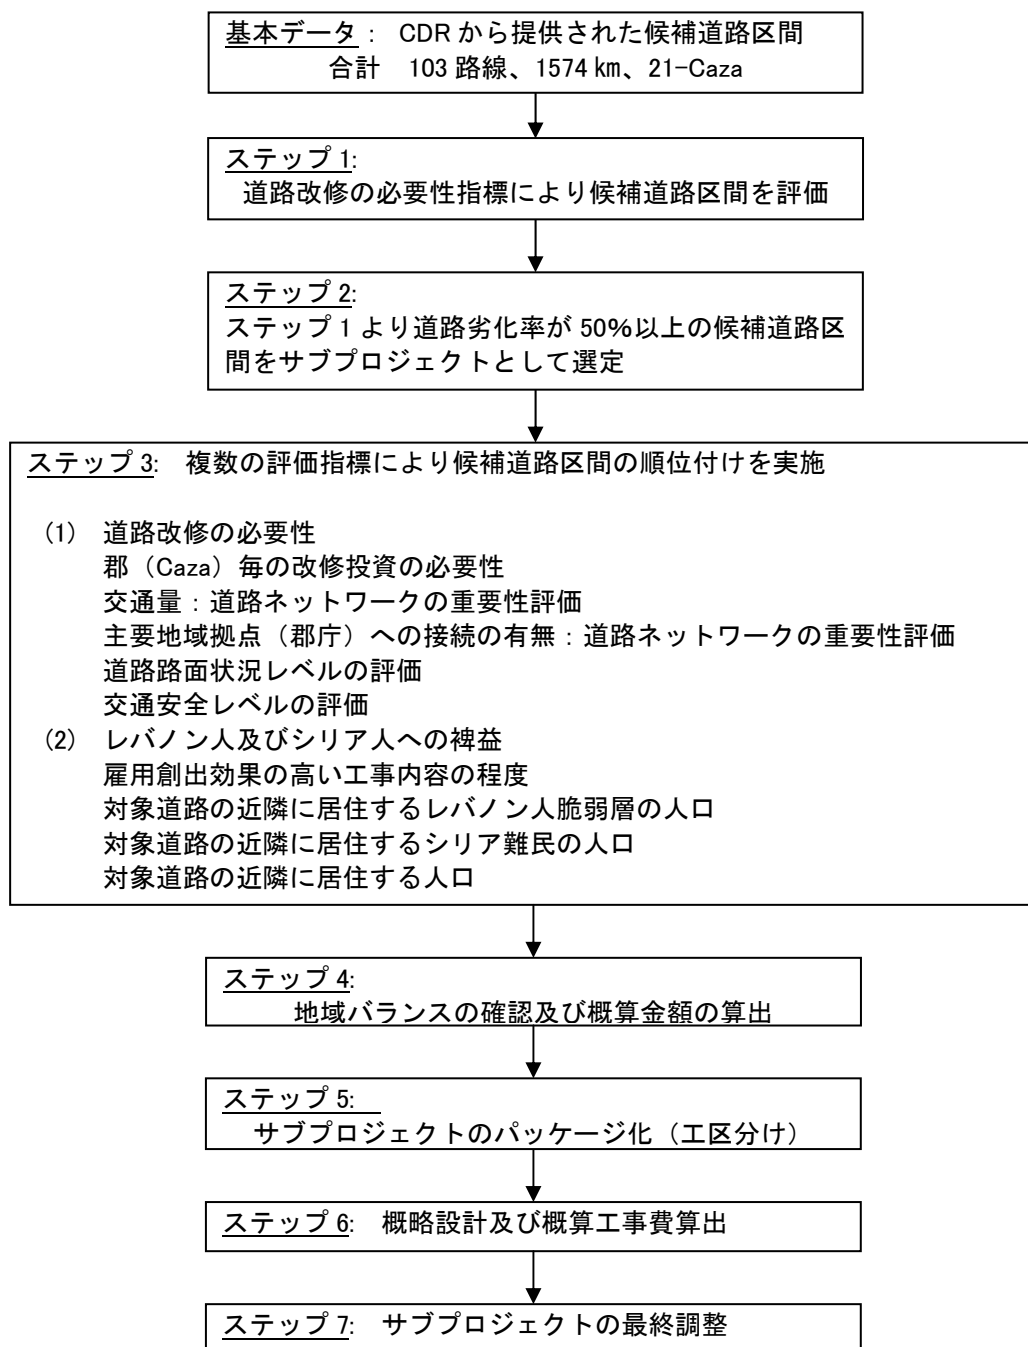 基本データ： CDR から提供された候補道路区間
合計 103 路線、1574 ㎞、21-Caza
ステップ 1:
道路改修の必要性指標により候補道路区間を評価
ステップ 2:
ステップ 1 より道路劣化率が 50%以上の候補道路区
間をサブプロジェクトとして選定
ステップ 3: 複数の評価指標により候補道路区間の順位付けを実施
(1) 道路改修の必要性
郡（Caza）毎の改修投資の必要性
交通量：道路ネットワークの重要性評価
主要地域拠点（郡庁）への接続の有無：道路ネットワークの重要性評価
道路路面状況レベルの評価
交通安全レベルの評価
(2) レバノン人及びシリア人への裨益
雇用創出効果の高い工事内容の程度
対象道路の近隣に居住するレバノン人脆弱層の人口
対象道路の近隣に居住するシリア難民の人口
対象道路の近隣に居住する人口
ステップ 4:
地域バランスの確認及び概算金額の算出
ステップ 5:
サブプロジェクトのパッケージ化（工区分け）
ステップ 6: 概略設計及び概算工事費算出
ステップ 7: サブプロジェクトの最終調整